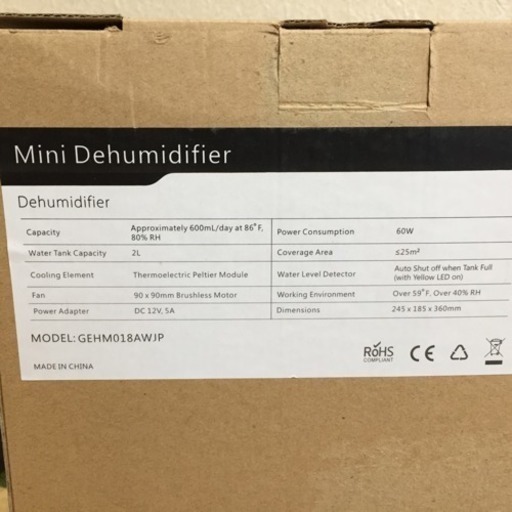 Mini Dehumidifier
Dehumidifier
Capacity Approximately 600mL/day at 86°F, 80% RH Power Consumption 60W
Water Tank Capacity 2L Coverage Area ≤25m²
Cooling Element Thermoelectric Peltier Module Water Level Detector Auto Shut off when Tank Full (with Yellow LED on)
Fan 90 x 90mm Brushless Motor Working Environment Over 59°F, Over 40% RH
Power Adapter DC 12V, 5A Dimensions 245 x 185 x 360mm
MODEL: GEHM018AWJP
RoHS
COMPLIANT
CE
MADE IN CHINA